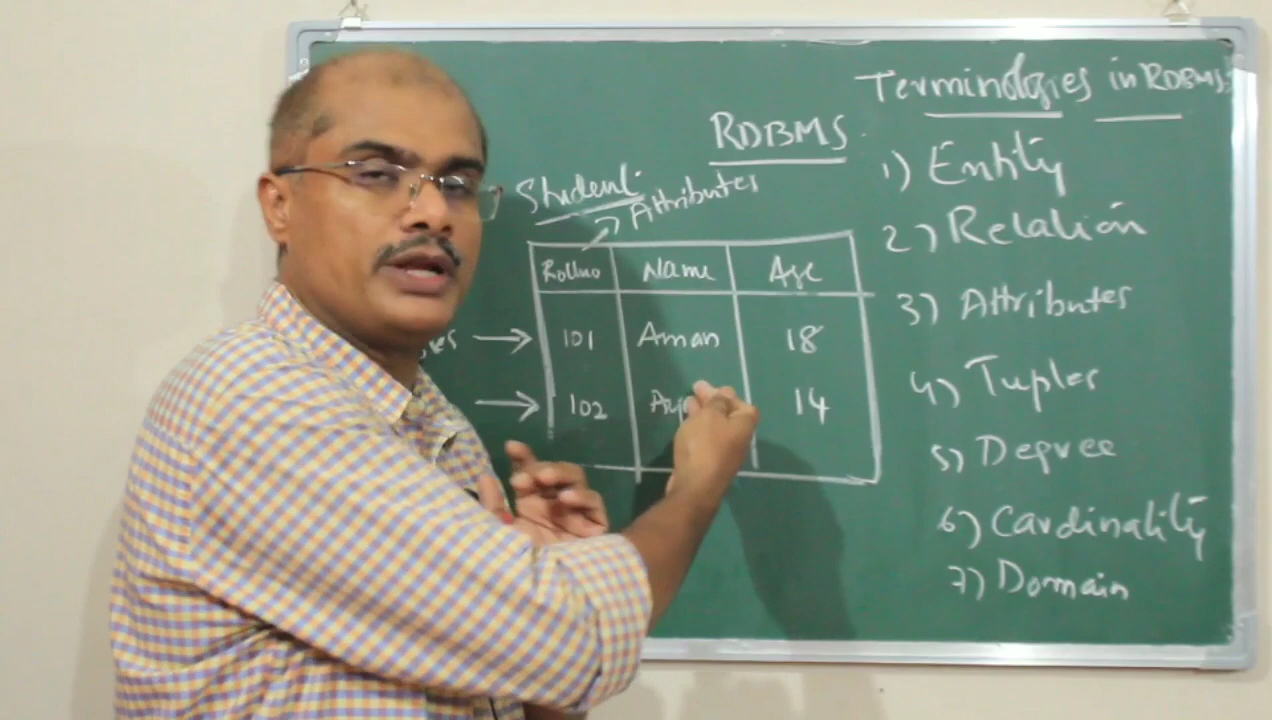 Terminologies in RDBMS:
RDBMS
Student:
Attributes
Rollno Name Age
101 Aman 18
102 14
1) Entity
2) Relation
3) Attributes
4) Tuples
5) Degree
6) Cardinality
7) Domain